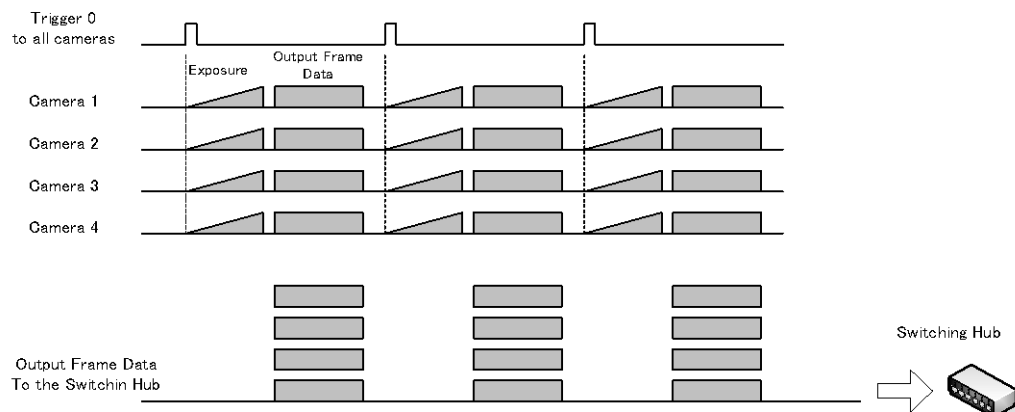 Trigger 0
to all cameras
Exposure
Output Frame
Data
Camera 1
Camera 2
Camera 3
Camera 4
Switching Hub
Output Frame Data
To the Switchin Hub